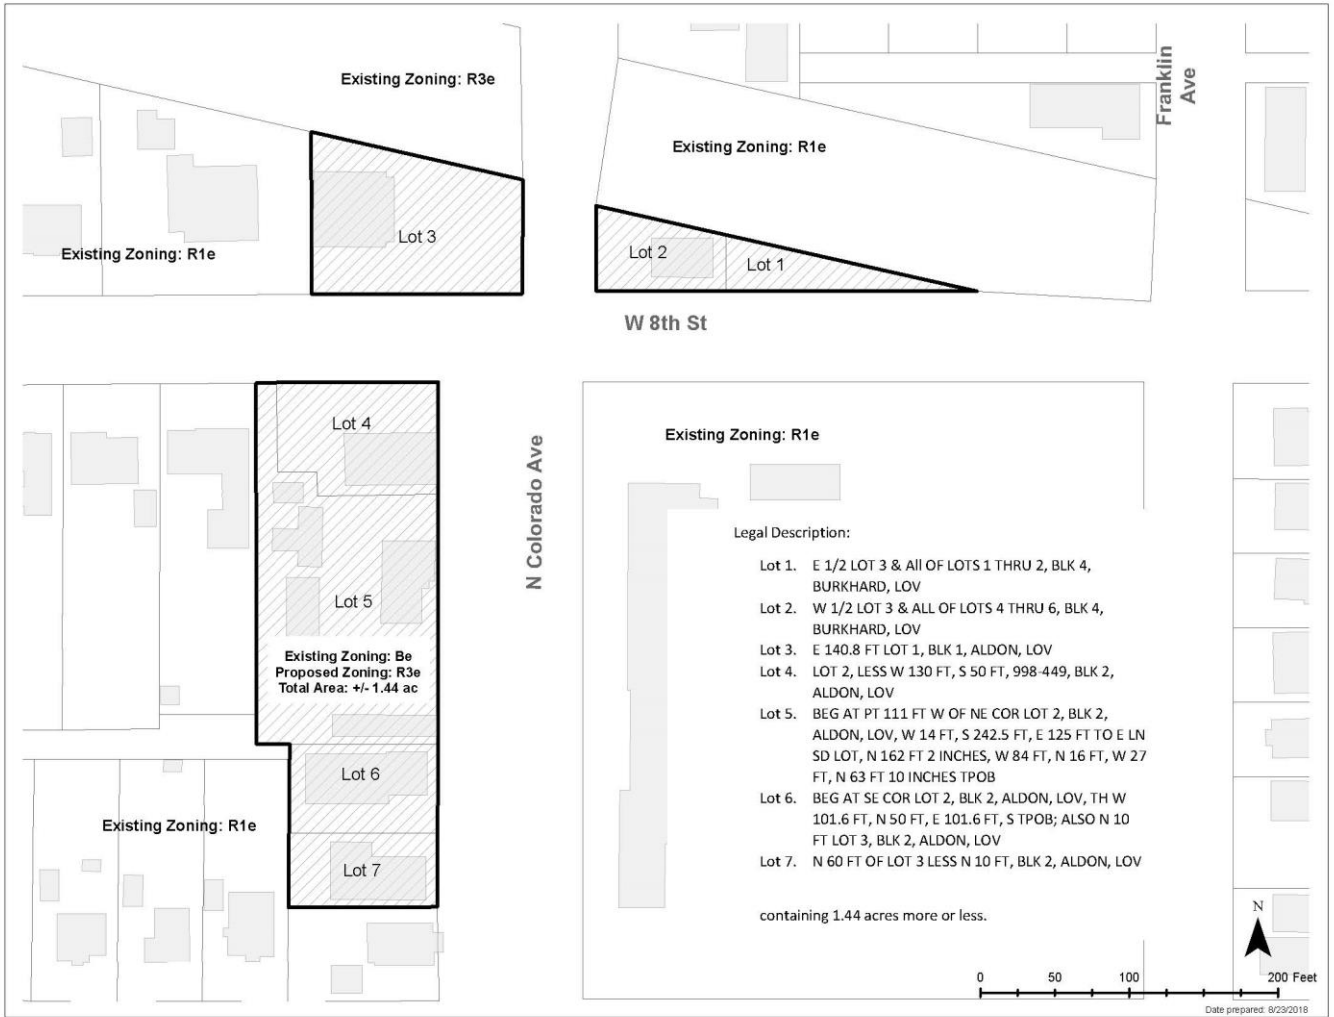 Existing Zoning: R3e
Franklin
Ave
Existing Zoning: R1e
Lot 3
Existing Zoning: R1e
Lot 2
Lot 1
W 8th St
Lot 4
N Colorado Ave
Existing Zoning: R1e
Lot 5
Existing Zoning: Be
Proposed Zoning: R3e
Total Area: +/- 1.44 ac
Lot 6
Existing Zoning: R1e
Lot 7
Legal Description:
Lot 1. E 1/2 LOT 3 & All OF LOTS 1 THRU 2, BLK 4,
BURKHARD, LOV
Lot 2. W 1/2 LOT 3 & ALL OF LOTS 4 THRU 6, BLK 4,
BURKHARD, LOV
Lot 3. E 140.8 FT LOT 1, BLK 1, ALDON, LOV
Lot 4. LOT 2, LESS W 130 FT, S 50 FT, 998-449, BLK 2,
ALDON, LOV
Lot 5. BEG AT PT 111 FT W OF NE COR LOT 2, BLK 2,
ALDON, LOV, W 14 FT, S 242.5 FT, E 125 FT TO E LN
SD LOT, N 162 FT 2 INCHES, W 84 FT, N 16 FT, W 27
FT, N 63 FT 10 INCHES TPOB
Lot 6. BEG AT SE COR LOT 2, BLK 2, ALDON, LOV, TH W
101.6 FT, N 50 FT, E 101.6 FT, S TPOB; ALSO N 10
FT LOT 3, BLK 2, ALDON, LOV
Lot 7. N 60 FT OF LOT 3 LESS N 10 FT, BLK 2, ALDON, LOV
containing 1.44 acres more or less.
N
0 50 100 200 Feet
Date prepared: 8/23/2018